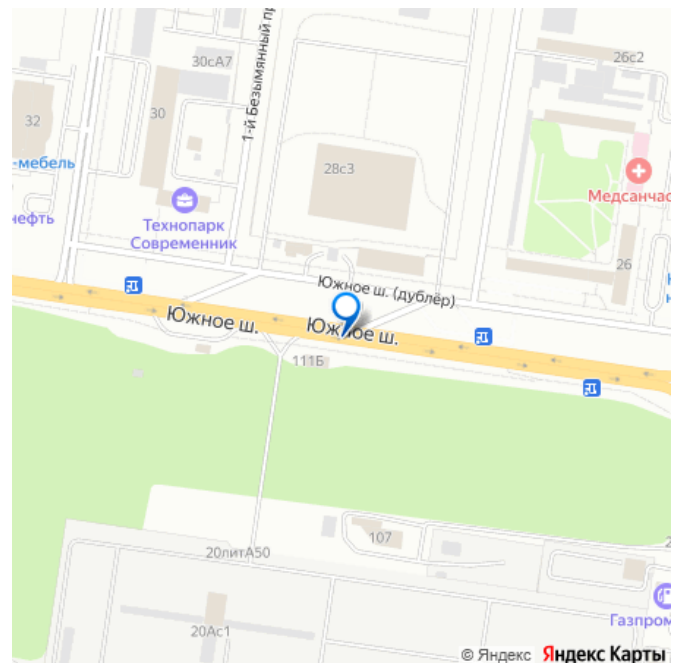 26с2
30сА7
1-й Безымянный п
30
32
28с3
-мебель
Медсанчас
нефть
Технопарк
Современник
26
Южное ш. (дублёр)
Южное ш.
Южное ш.
111Б
107
20литА50
20Ас1
Газпром
© Яндекс Яндекс Карты